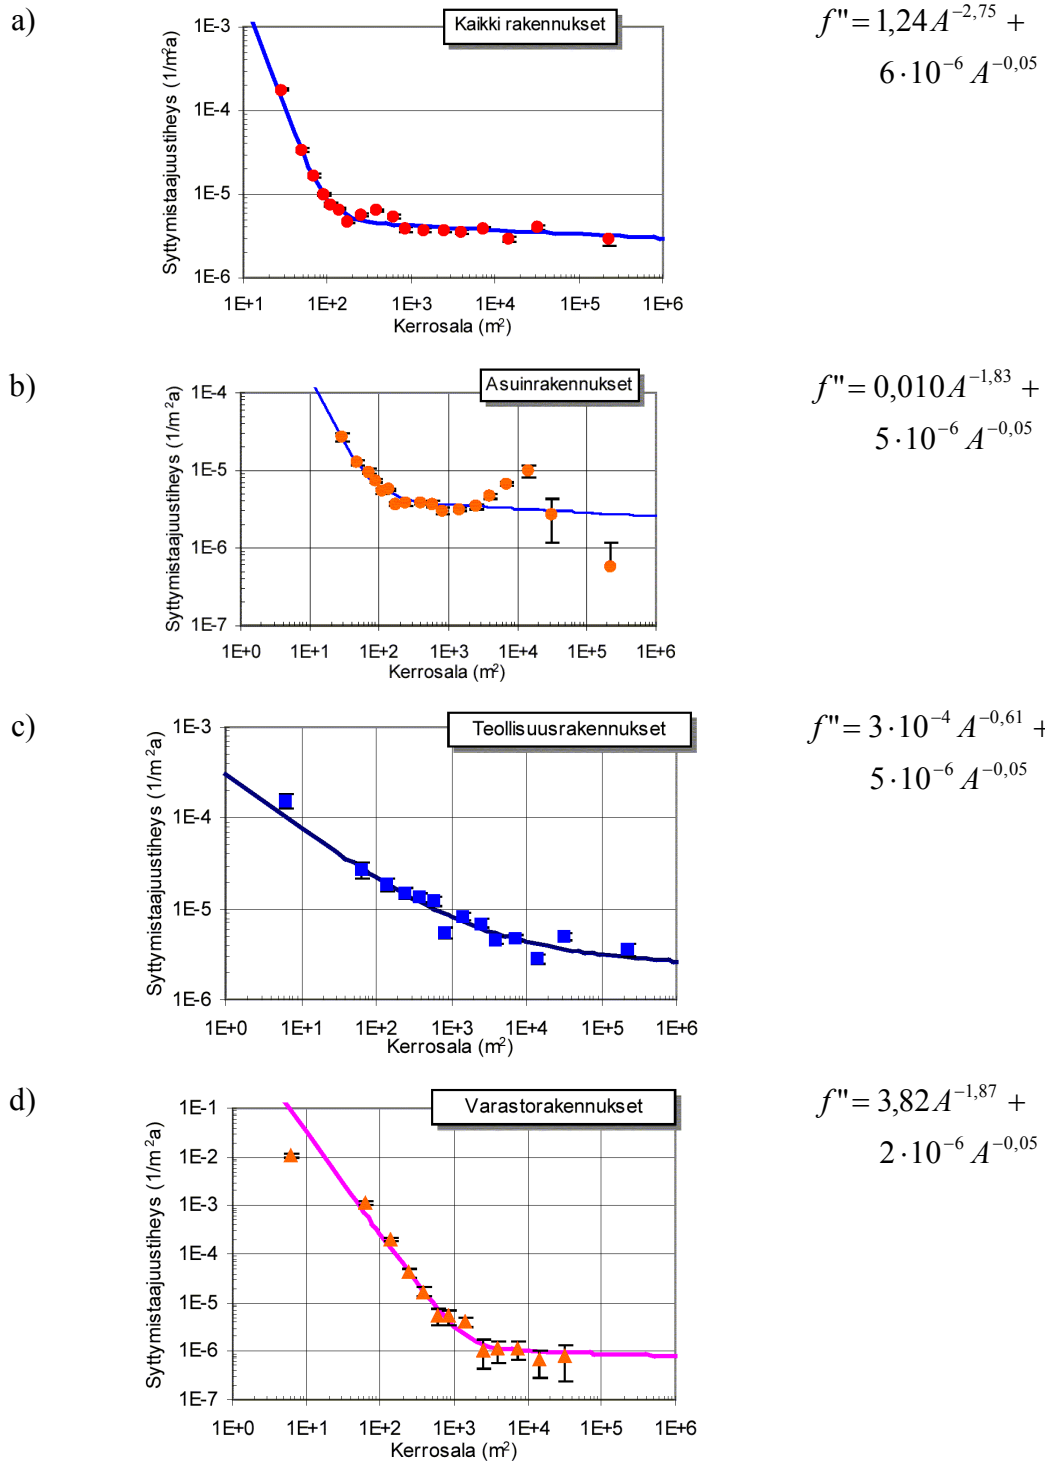 a)
Kaikki rakennukset
Syttymistaajuustiheys (1/m²a)
1E-3
1E-4
1E-5
1E-6
1E+1 1E+2 1E+3 1E+4 1E+5 1E+6
Kerrosala (m²)
f" = 1,24A^−2,75 +
6·10^−6 A^−0,05
b)
Asuinrakennukset
Syttymistaajuustiheys (1/m²a)
1E-4
1E-5
1E-6
1E-7
1E+0 1E+1 1E+2 1E+3 1E+4 1E+5 1E+6
Kerrosala (m²)
f" = 0,010A^−1,83 +
5·10^−6 A^−0,05
c)
Teollisuusrakennukset
Syttymistaajuustiheys (1/m²a)
1E-3
1E-4
1E-5
1E-6
1E+0 1E+1 1E+2 1E+3 1E+4 1E+5 1E+6
Kerrosala (m²)
f" = 3·10^−4 A^−0,61 +
5·10^−6 A^−0,05
d)
Varastorakennukset
Syttymistaajuustiheys (1/m²a)
1E-1
1E-2
1E-3
1E-4
1E-5
1E-6
1E-7
1E+0 1E+1 1E+2 1E+3 1E+4 1E+5 1E+6
Kerrosala (m²)
f" = 3,82A^−1,87 +
2·10^−6 A^−0,05